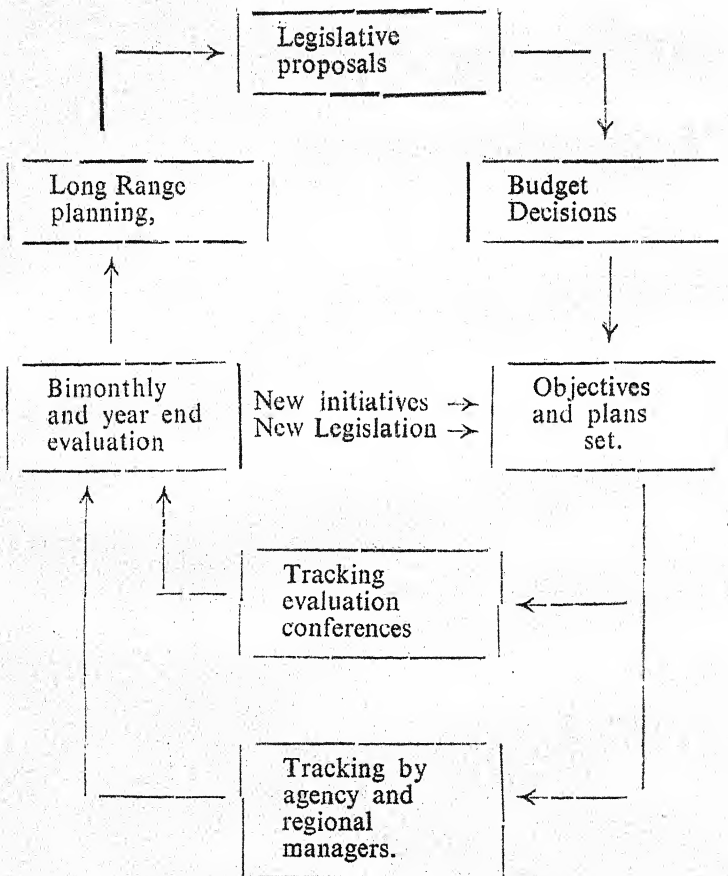 Legislative
proposals
Long Range
planning,
Budget
Decisions
Bimonthly
and year end
evaluation
New initiatives →
New Legislation →
Objectives
and plans
set.
Tracking
evaluation
conferences
Tracking by
agency and
regional
managers.